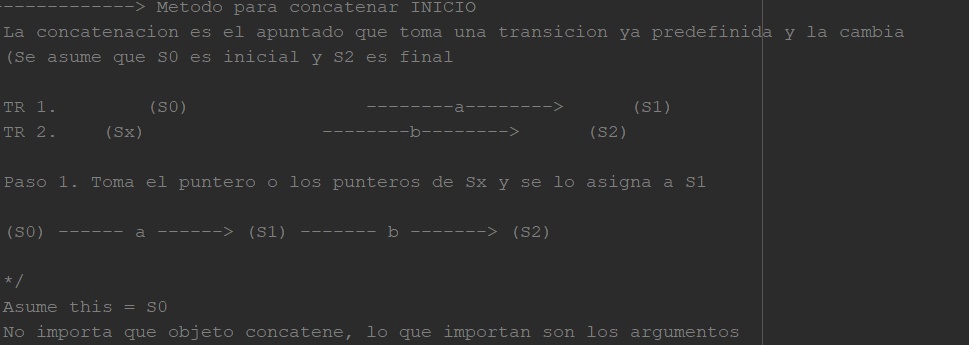 ------------> Metodo para concatenar INICIO
La concatenacion es el apuntado que toma una transicion ya predefinida y la cambia
(Se asume que S0 es inicial y S2 es final
TR 1. (S0) --------a--------> (S1)
TR 2. (Sx) --------b--------> (S2)
Paso 1. Toma el puntero o los punteros de Sx y se lo asigna a S1
(S0) ------ a ------> (S1) ------- b -------> (S2)
*/
Asume this = S0
No importa que objeto concatene, lo que importan son los argumentos